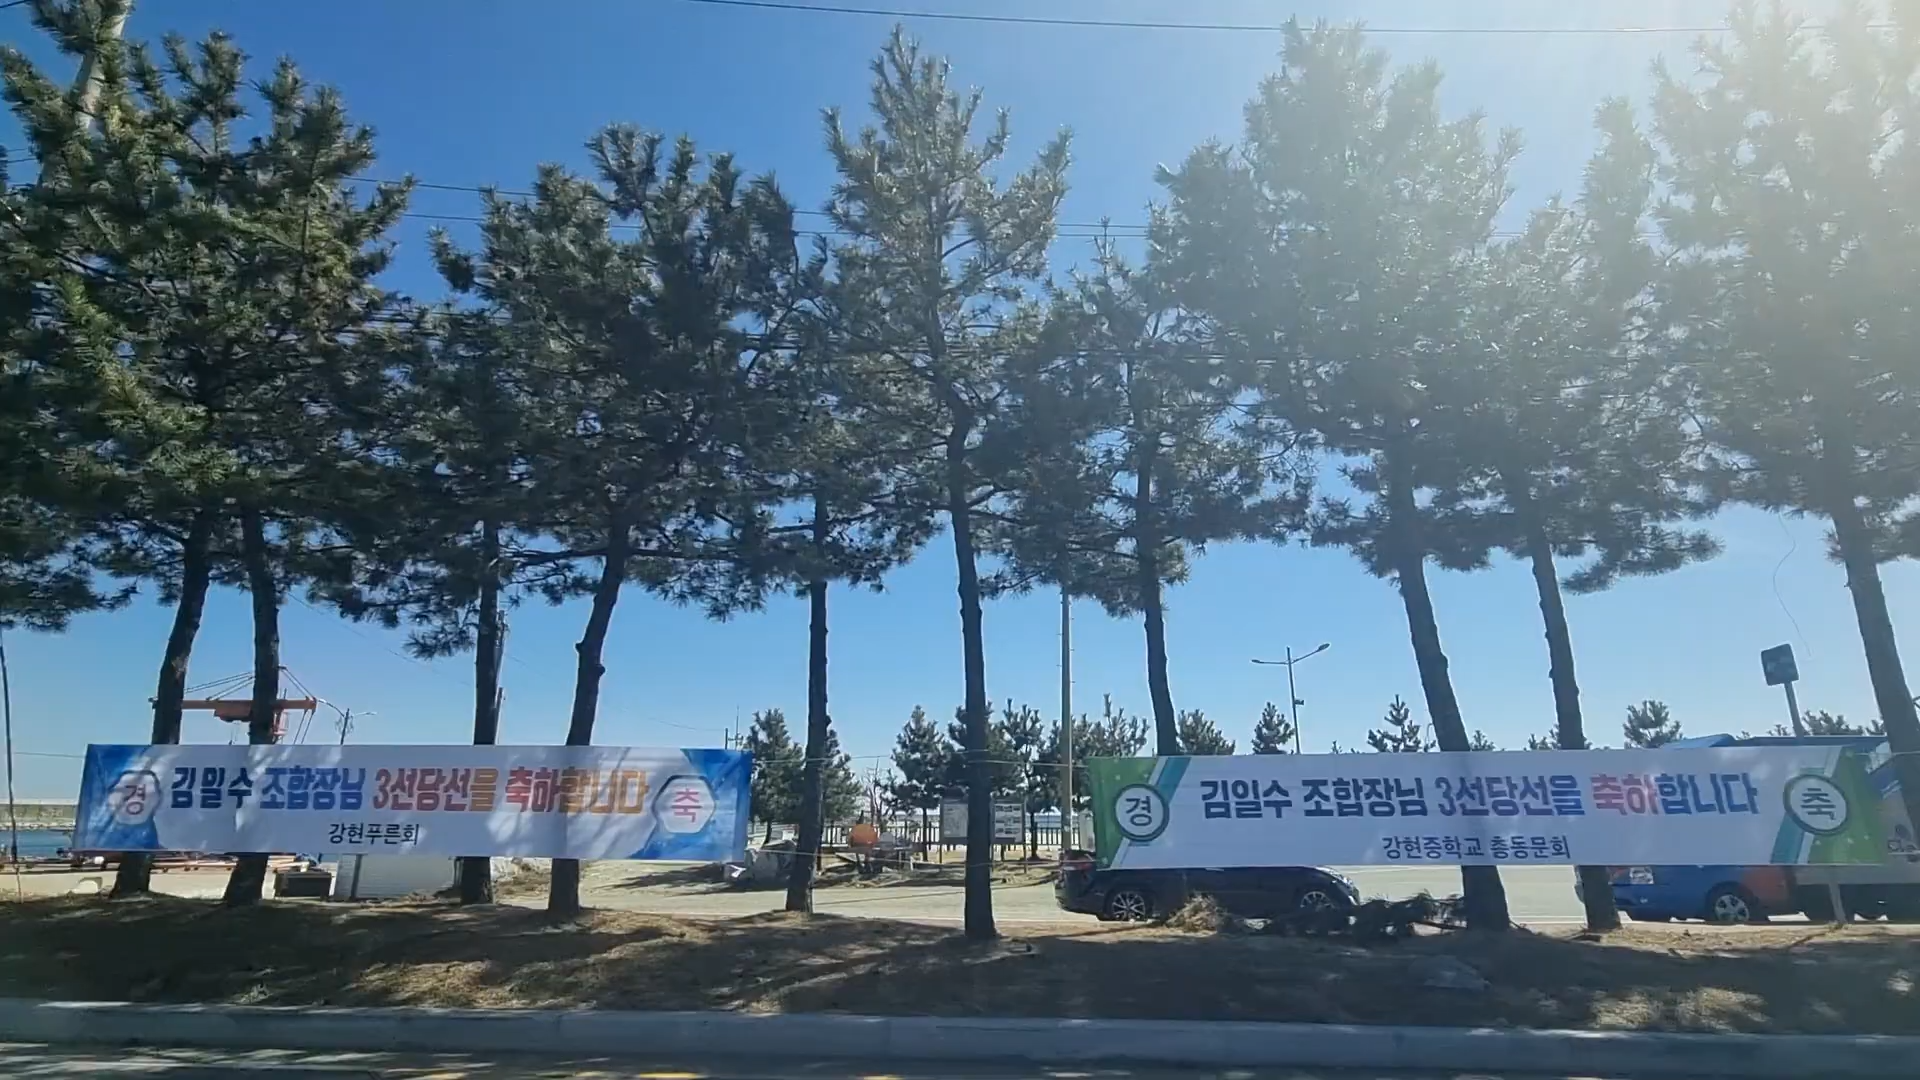 경 김일수 조합장님 3선당선을 축하합니다 축
강현푸른회
경 김일수 조합장님 3선당선을 축하합니다 축
강현중학교 총동문회